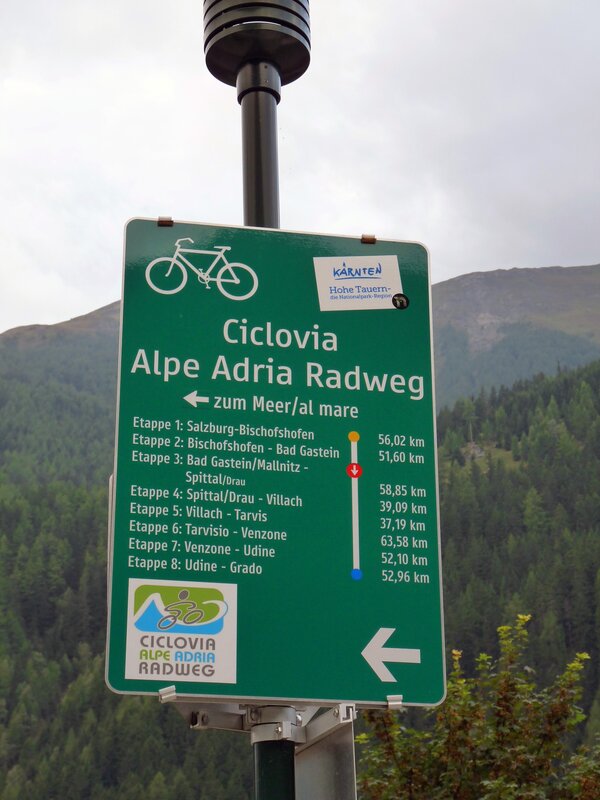 KÄRNTEN
Hohe Tauern-
die Nationalpark-Region
Ciclovia
Alpe Adria Radweg
zum Meer/al mare
Etappe 1: Salzburg-Bischofshofen 56,02 km
Etappe 2: Bischofshofen - Bad Gastein 51,60 km
Etappe 3: Bad Gastein/Mallnitz -
Spittal/Drau 58,85 km
Etappe 4: Spittal/Drau - Villach 39,09 km
Etappe 5: Villach - Tarvis 37,19 km
Etappe 6: Tarvisio - Venzone 63,58 km
Etappe 7: Venzone - Udine 52,10 km
Etappe 8: Udine - Grado 52,96 km
CICLOVIA
ALPE ADRIA
RADWEG